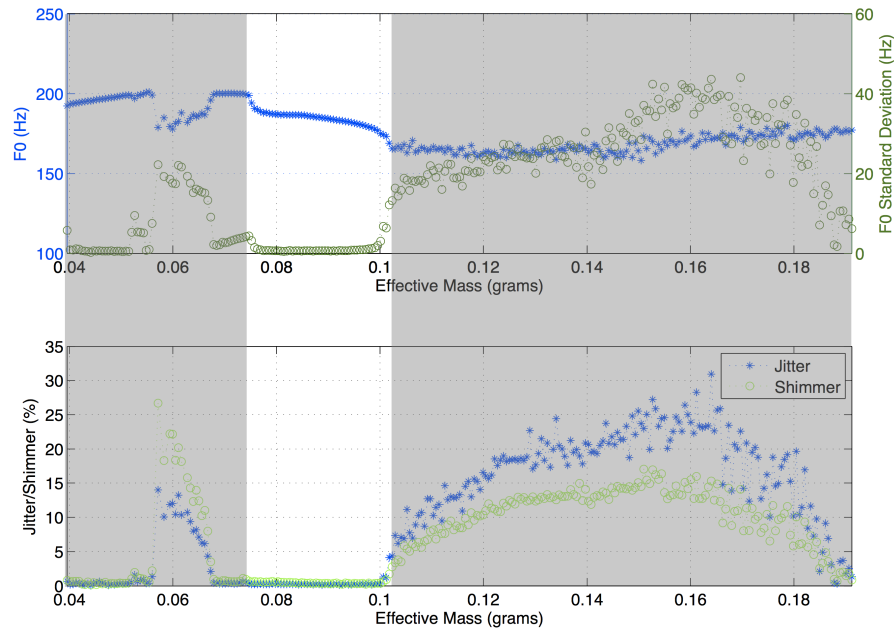 250
200
150
100
F0 (Hz)
60
40
20
0
F0 Standard Deviation (Hz)
0.04 0.06 0.08 0.1 0.12 0.14 0.16 0.18
Effective Mass (grams)
35
30
25
20
15
10
5
0
Jitter/Shimmer (%)
Jitter
Shimmer
0.04 0.06 0.08 0.1 0.12 0.14 0.16 0.18
Effective Mass (grams)